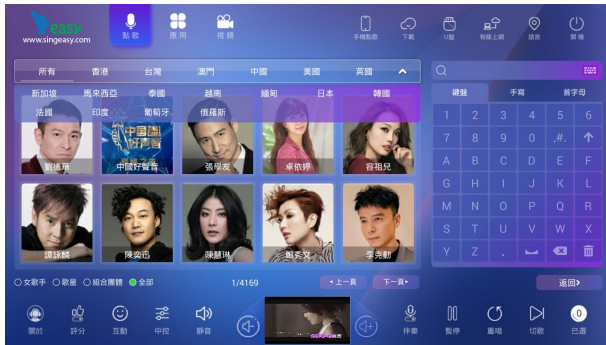 Singeasy
www.singeasy.com
點歌
應用
視頻
手機點歌
下載
U盤
有線上網
語言
關機
所有 香港 台灣 澳門 中國 美國 英國
新加坡 馬來西亞 泰國 越南 緬甸 日本 韓國
法國 印度 葡萄牙 俄羅斯
鍵盤 手寫 首字母
1 2 3 4 5 6
7 8 9 0 .#. ↑
A B C D E F
G H I J K L
M N O P Q R
S T U V W X
Y Z .
中國
好聲音
劉德華
中國好聲音
張學友
卓依婷
容祖兒
譚詠麟
陳奕迅
陳慧琳
鄭秀文
李克勤
女歌手 歌星 組合團體 全部
1/4169
上一頁
下一頁
返回
關於
評分
互動
中控
靜音
伴奏
暫停
重唱
切歌
0
已選